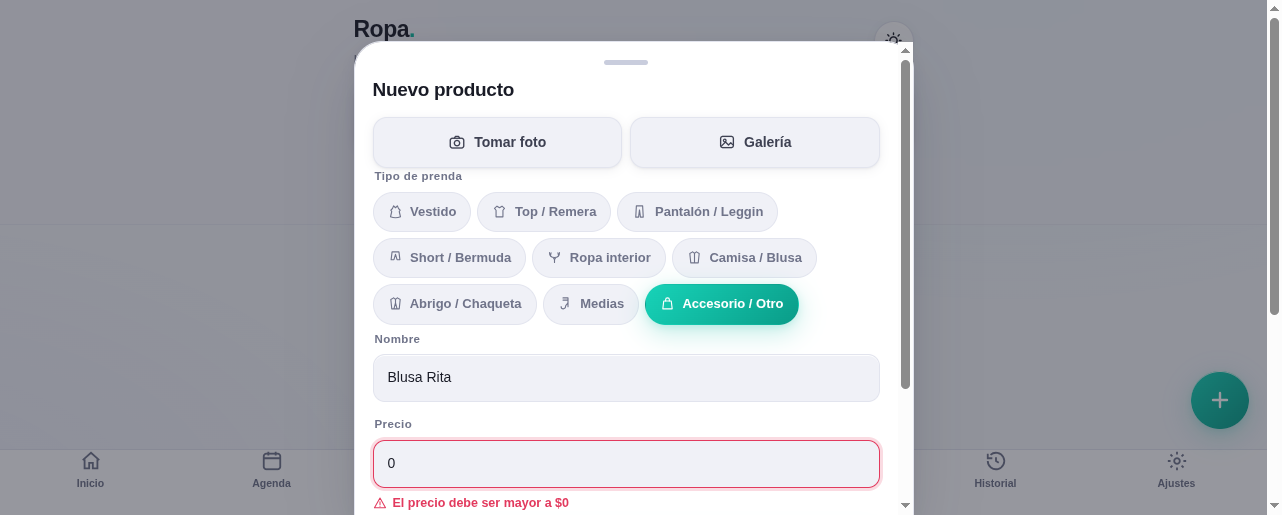 Ropa.
Nuevo producto
Tomar foto
Galería
Tipo de prenda
Vestido
Top / Remera
Pantalón / Leggin
Short / Bermuda
Ropa interior
Camisa / Blusa
Abrigo / Chaqueta
Medias
Accesorio / Otro
Nombre
Blusa Rita
Precio
0
El precio debe ser mayor a $0
Inicio
Agenda
Historial
Ajustes